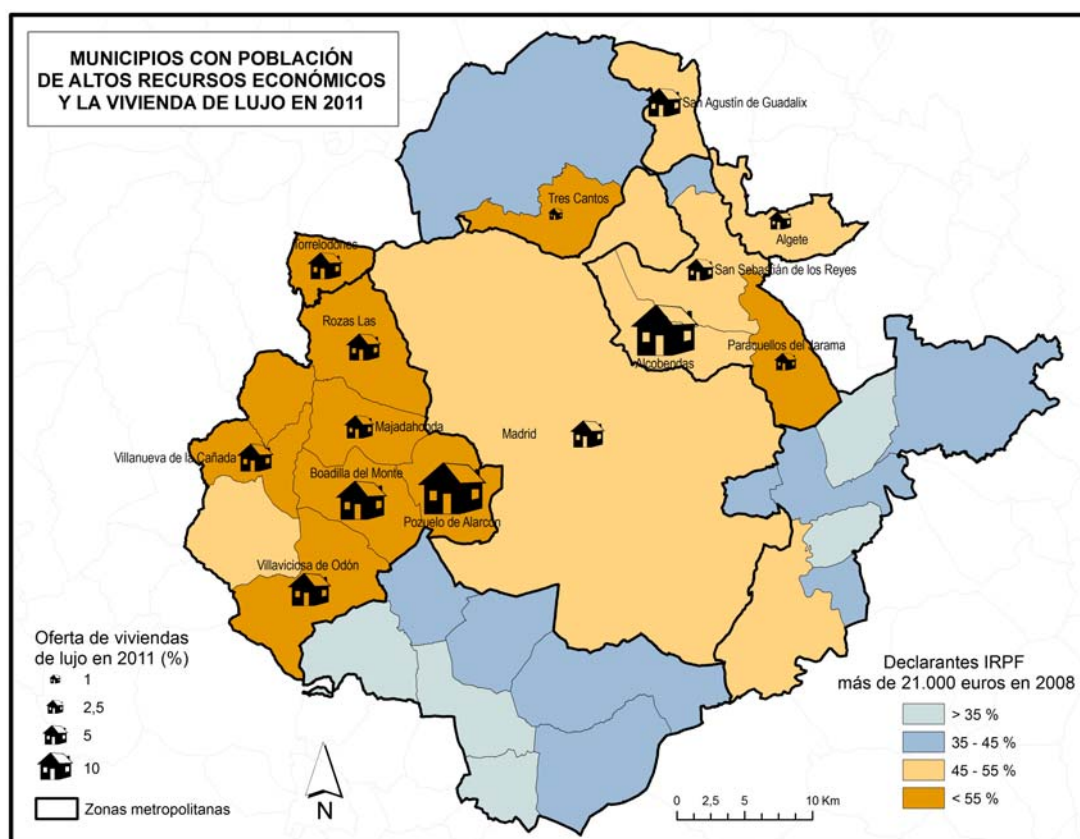 MUNICIPIOS CON POBLACIÓN
DE ALTOS RECURSOS ECONÓMICOS
Y LA VIVIENDA DE LUJO EN 2011
San Agustín de Guadalix
Tres Cantos
Algete
Torrelodones
San Sebastián de los Reyes
Rozas Las
Paracuellos del Jarama
Alcobendas
Majadahonda
Madrid
Villanueva de la Cañada
Boadilla del Monte
Pozuelo de Alarcón
Villaviciosa de Odón
Oferta de viviendas
de lujo en 2011 (%)
1
2,5
5
10
Zonas metropolitanas
N
0 2,5 5 10 Km
Declarantes IRPF
más de 21.000 euros en 2008
> 35 %
35 - 45 %
45 - 55 %
< 55 %